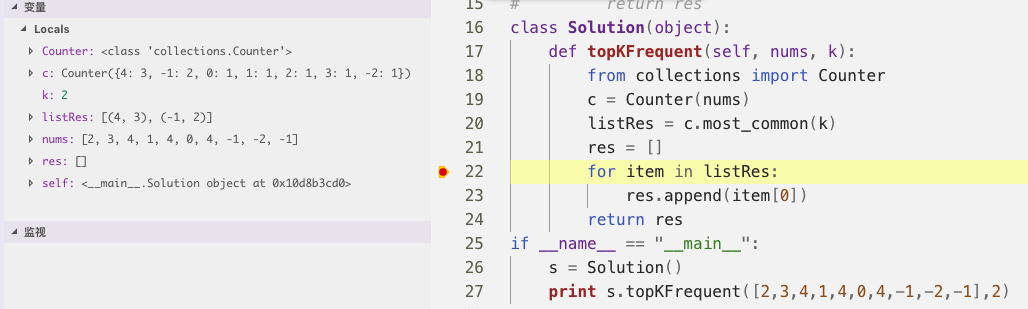 变量
Locals
Counter: <class 'collections.Counter'>
c: Counter({4: 3, -1: 2, 0: 1, 1: 1, 2: 1, 3: 1, -2: 1})
k: 2
listRes: [(4, 3), (-1, 2)]
nums: [2, 3, 4, 1, 4, 0, 4, -1, -2, -1]
res: []
self: <__main__.Solution object at 0x10d8b3cd0>
监视
15 # return res
16 class Solution(object):
17 def topKFrequent(self, nums, k):
18 from collections import Counter
19 c = Counter(nums)
20 listRes = c.most_common(k)
21 res = []
22 for item in listRes:
23 res.append(item[0])
24 return res
25 if __name__ == "__main__":
26 s = Solution()
27 print s.topKFrequent([2,3,4,1,4,0,4,-1,-2,-1],2)